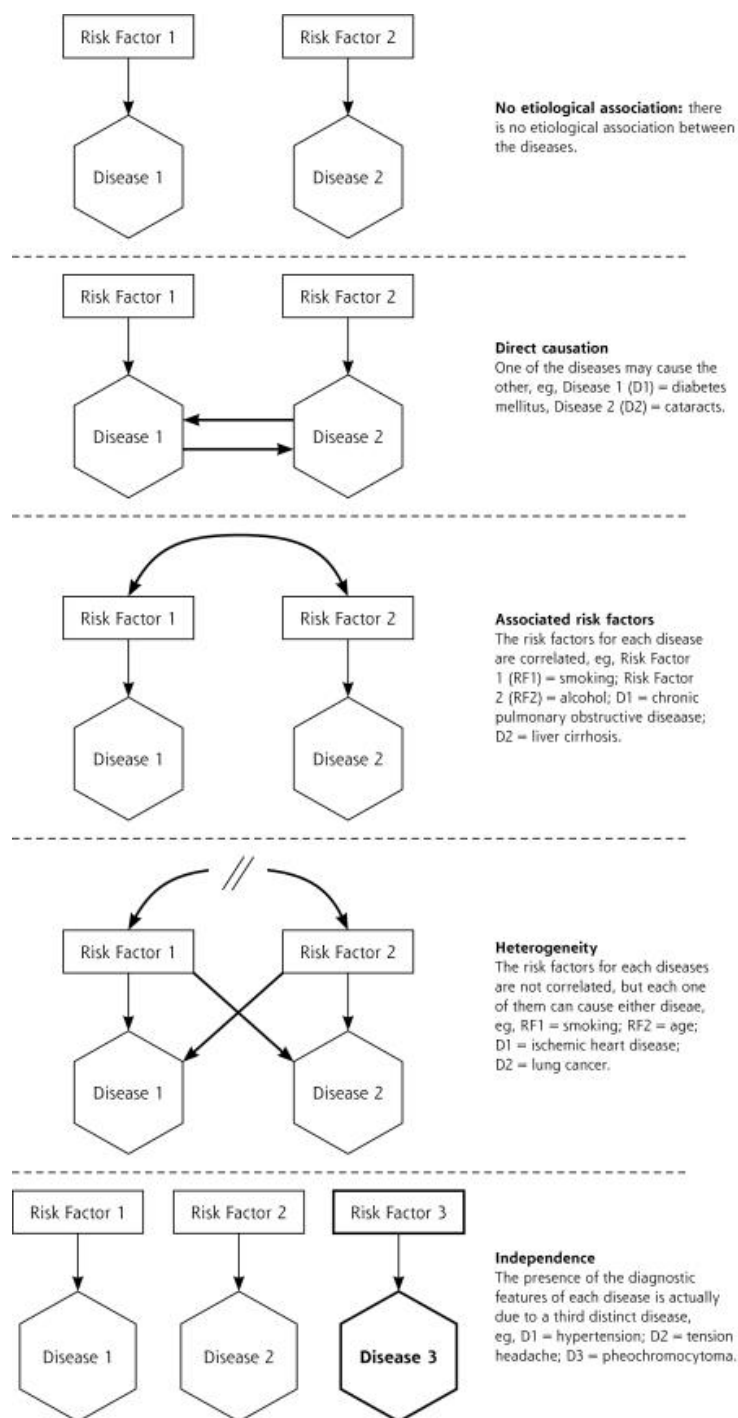 Risk Factor 1
Risk Factor 2
Disease 1
Disease 2
No etiological association: there
is no etiological association between
the diseases.
Risk Factor 1
Risk Factor 2
Disease 1
Disease 2
Direct causation
One of the diseases may cause the
other, eg, Disease 1 (D1) = diabetes
mellitus, Disease 2 (D2) = cataracts.
Risk Factor 1
Risk Factor 2
Disease 1
Disease 2
Associated risk factors
The risk factors for each disease
are correlated, eg, Risk Factor
1 (RF1) = smoking; Risk Factor
2 (RF2) = alcohol; D1 = chronic
pulmonary obstructive diseaase;
D2 = liver cirrhosis.
Risk Factor 1
Risk Factor 2
Disease 1
Disease 2
Heterogeneity
The risk factors for each diseases
are not correlated, but each one
of them can cause either diseae,
eg, RF1 = smoking; RF2 = age;
D1 = ischemic heart disease;
D2 = lung cancer.
Risk Factor 1
Risk Factor 2
Risk Factor 3
Disease 1
Disease 2
Disease 3
Independence
The presence of the diagnostic
features of each disease is actually
due to a third distinct disease,
eg, D1 = hypertension; D2 = tension
headache; D3 = pheochromocytoma.